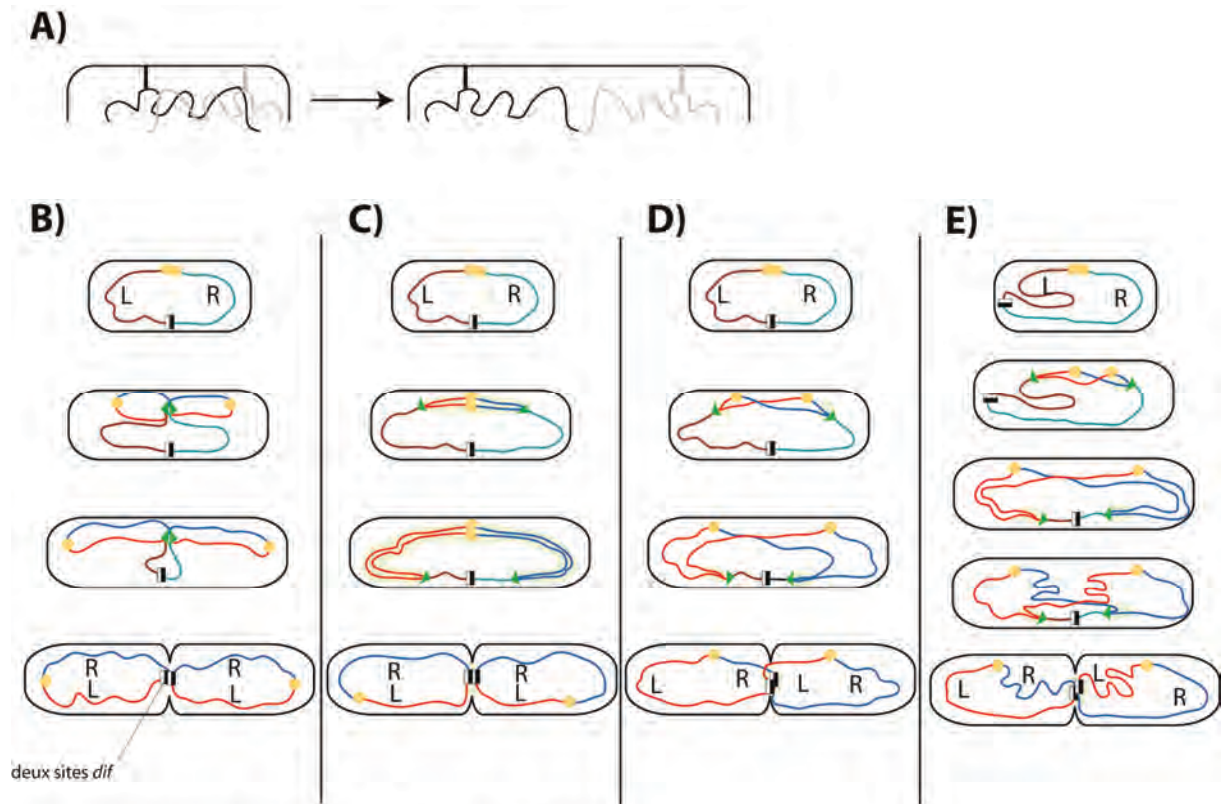 A)
B)
C)
D)
E)
L R
L R
L R
L R
R R
L L
R R
L L
L R L R
L R L R
deux sites dif